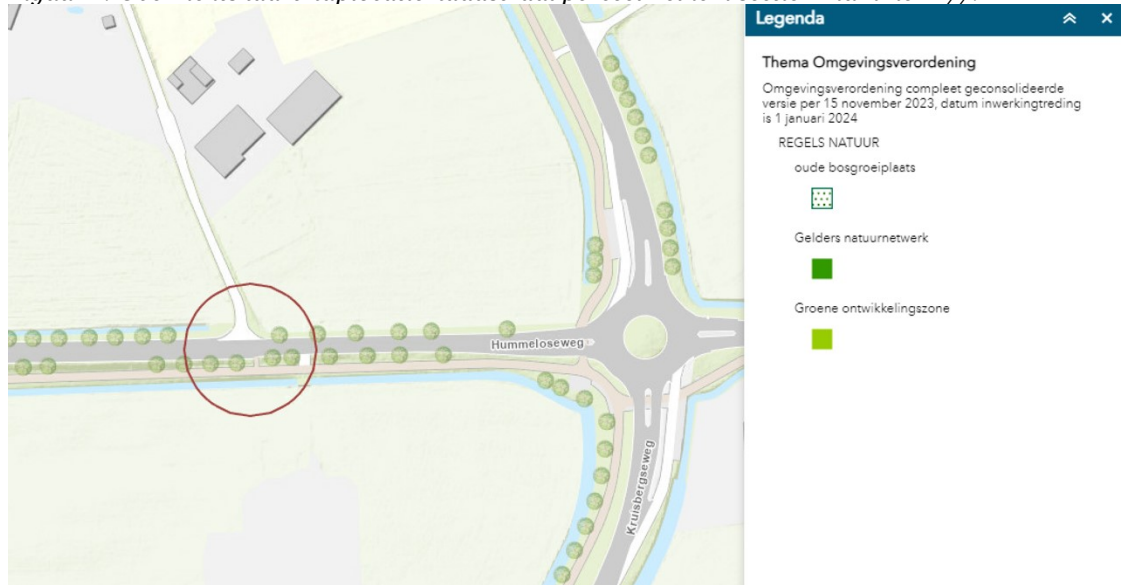 Legenda
Thema Omgevingsverordening
Omgevingsverordening compleet geconsolideerde
versie per 15 november 2023, datum inwerkingtreding
is 1 januari 2024
REGELS NATUUR
oude bosgroeiplaats
Gelders natuurnetwerk
Groene ontwikkelingszone
Hummeloseweg
Kruisbergseweg